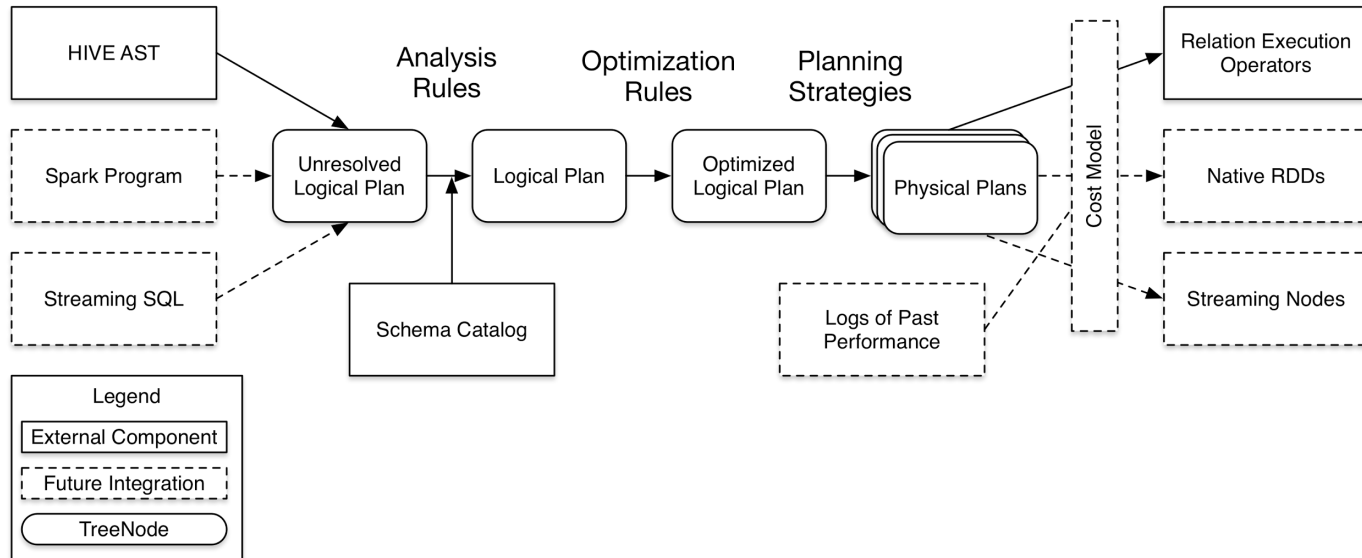 HIVE AST
Analysis
Rules
Optimization
Rules
Planning
Strategies
Relation Execution
Operators
Spark Program
Unresolved
Logical Plan
Logical Plan
Optimized
Logical Plan
Physical Plans
Cost Model
Native RDDs
Streaming SQL
Schema Catalog
Logs of Past
Performance
Streaming Nodes
Legend
External Component
Future Integration
TreeNode